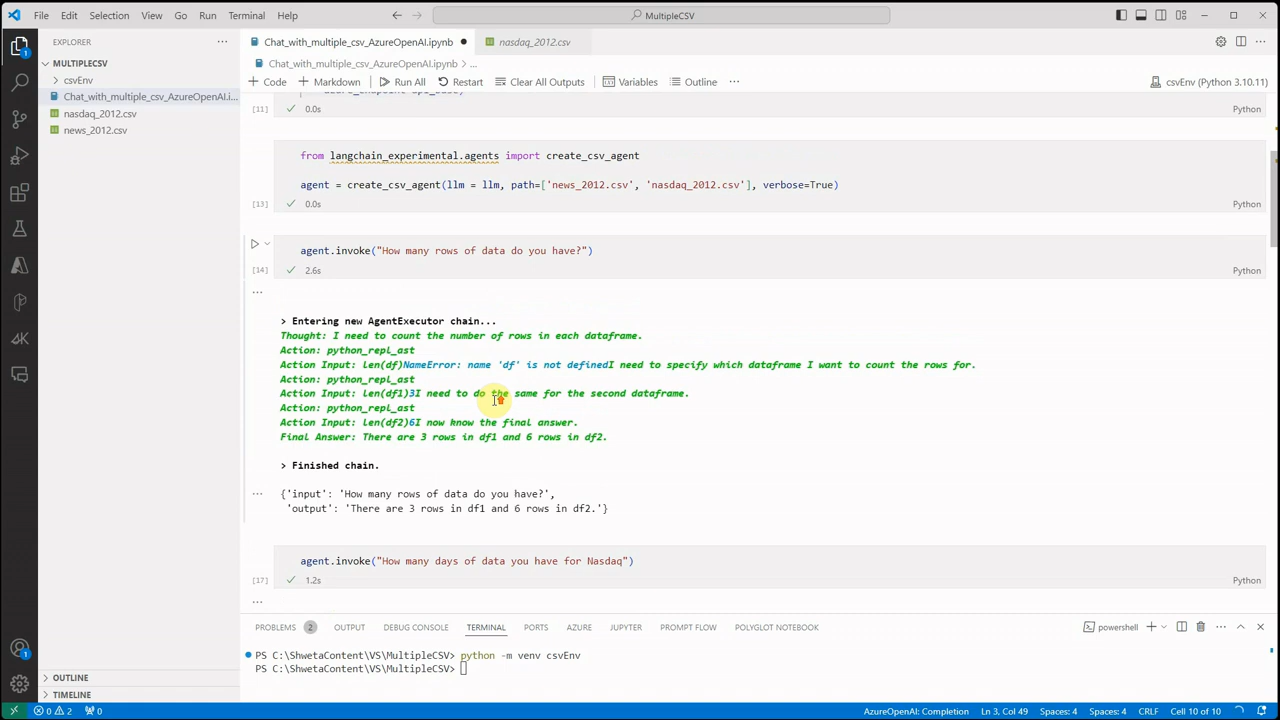 File Edit Selection View Go Run Terminal Help
MultipleCSV
EXPLORER
Chat_with_multiple_csv_AzureOpenAI.ipynb
nasdaq_2012.csv
MULTIPLECSV
Chat_with_multiple_csv_AzureOpenAI.ipynb > ...
csvEnv
+ Code + Markdown Run All Restart Clear All Outputs Variables Outline ...
csvEnv (Python 3.10.11)
Chat_with_multiple_csv_AzureOpenAI.i...
nasdaq_2012.csv
news_2012.csv
[11] 0.0s Python
from langchain_experimental.agents import create_csv_agent
agent = create_csv_agent(llm = llm, path=['news_2012.csv', 'nasdaq_2012.csv'], verbose=True)
[13] 0.0s Python
agent.invoke("How many rows of data do you have?")
[14] 2.6s Python
...
> Entering new AgentExecutor chain...
Thought: I need to count the number of rows in each dataframe.
Action: python_repl_ast
Action Input: len(df)NameError: name 'df' is not definedI need to specify which dataframe I want to count the rows for.
Action: python_repl_ast
Action Input: len(df1)3I need to do the same for the second dataframe.
Action: python_repl_ast
Action Input: len(df2)6I now know the final answer.
Final Answer: There are 3 rows in df1 and 6 rows in df2.
> Finished chain.
... {'input': 'How many rows of data do you have?',
'output': 'There are 3 rows in df1 and 6 rows in df2.'}
agent.invoke("How many days of data you have for Nasdaq")
[17] 1.2s Python
...
PROBLEMS 2 OUTPUT DEBUG CONSOLE TERMINAL PORTS AZURE JUPYTER PROMPT FLOW POLYGLOT NOTEBOOK
powershell
PS C:\ShwetaContent\VS\MultipleCSV> python -m venv csvEnv
PS C:\ShwetaContent\VS\MultipleCSV>
OUTLINE
TIMELINE
0 2 0 AzureOpenAI: Completion Ln 3, Col 49 Spaces: 4 Spaces: 4 CRLF Cell 10 of 10